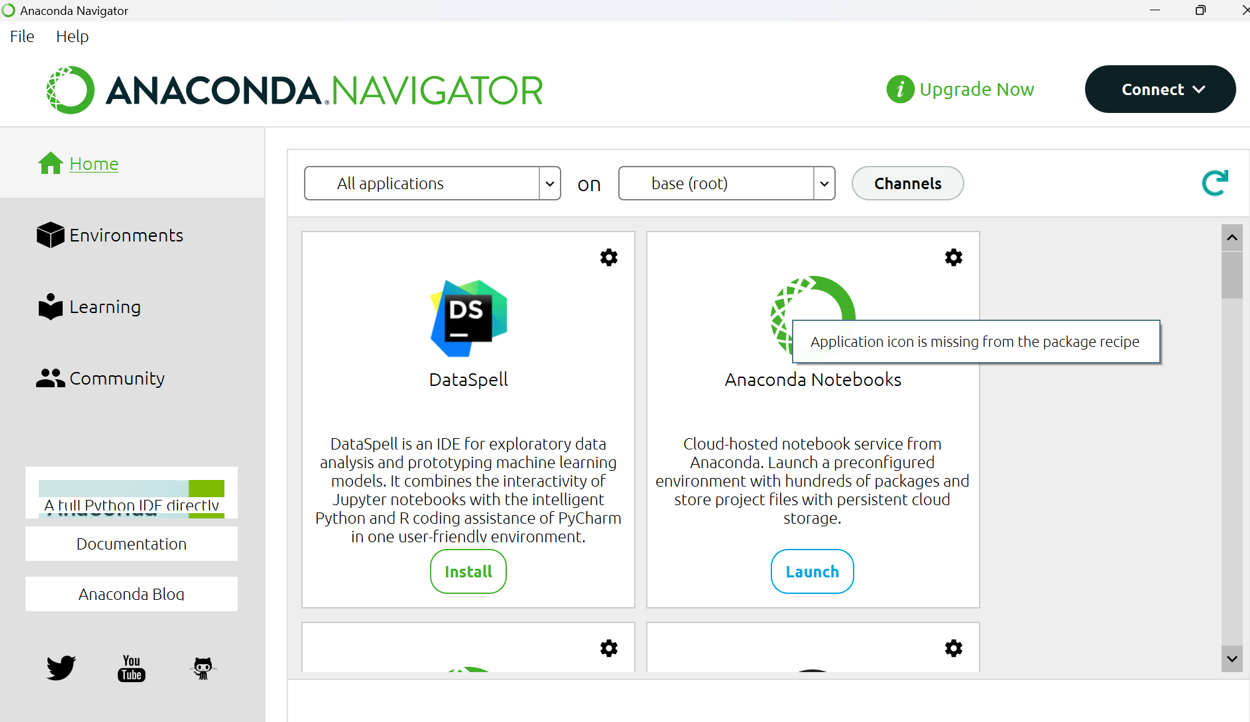 Anaconda Navigator
File Help
ANACONDA.NAVIGATOR
i Upgrade Now
Connect
Home
All applications on base (root) Channels
Environments
Learning
Community
DS
DataSpell
DataSpell is an IDE for exploratory data
analysis and prototyping machine learning
models. It combines the interactivity of
Jupyter notebooks with the intelligent
Python and R coding assistance of PyCharm
in one user-friendly environment.
Install
Application icon is missing from the package recipe
Anaconda Notebooks
Cloud-hosted notebook service from
Anaconda. Launch a preconfigured
environment with hundreds of packages and
store project files with persistent cloud
storage.
Launch
A full Python IDE directly
Anaconda
Documentation
Anaconda Blog
You
Tube